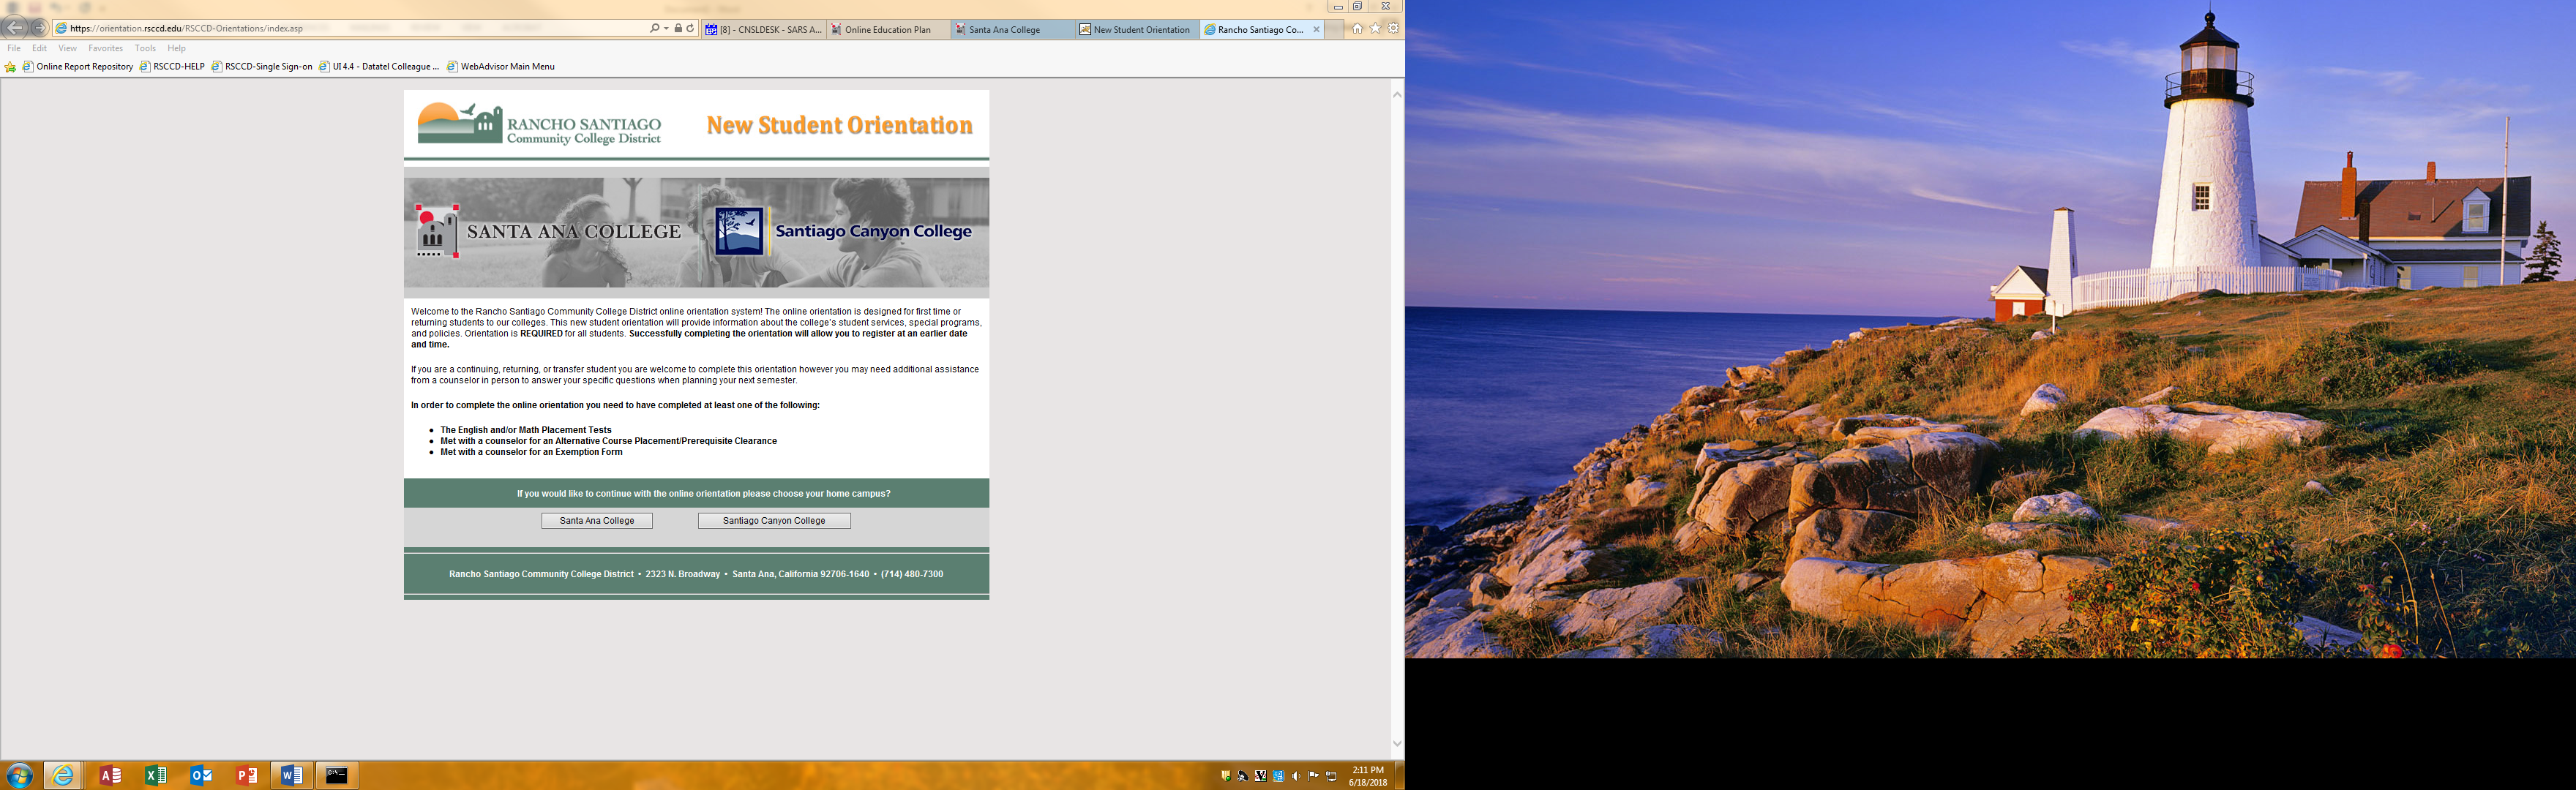 https://orientation.rsccd.edu/RSCCD-Orientations/index.asp
[8] - CNSLDESK - SARS A...
Online Education Plan
Santa Ana College
New Student Orientation
Rancho Santiago Co...
File Edit View Favorites Tools Help
Online Report Repository RSCCD-HELP RSCCD-Single Sign-on UI 4.4 - Datatel Colleague ... WebAdvisor Main Menu
RANCHO SANTIAGO
Community College District
New Student Orientation
SANTA ANA COLLEGE
Santiago Canyon College
Welcome to the Rancho Santiago Community College District online orientation system! The online orientation is designed for first time or
returning students to our colleges. This new student orientation will provide information about the college's student services, special programs,
and policies. Orientation is REQUIRED for all students. Successfully completing the orientation will allow you to register at an earlier date
and time.
If you are a continuing, returning, or transfer student you are welcome to complete this orientation however you may need additional assistance
from a counselor in person to answer your specific questions when planning your next semester.
In order to complete the online orientation you need to have completed at least one of the following:
• The English and/or Math Placement Tests
• Met with a counselor for an Alternative Course Placement/Prerequisite Clearance
• Met with a counselor for an Exemption Form
If you would like to continue with the online orientation please choose your home campus?
Santa Ana College
Santiago Canyon College
Rancho Santiago Community College District • 2323 N. Broadway • Santa Ana, California 92706-1640 • (714) 480-7300
2:11 PM
6/18/2018